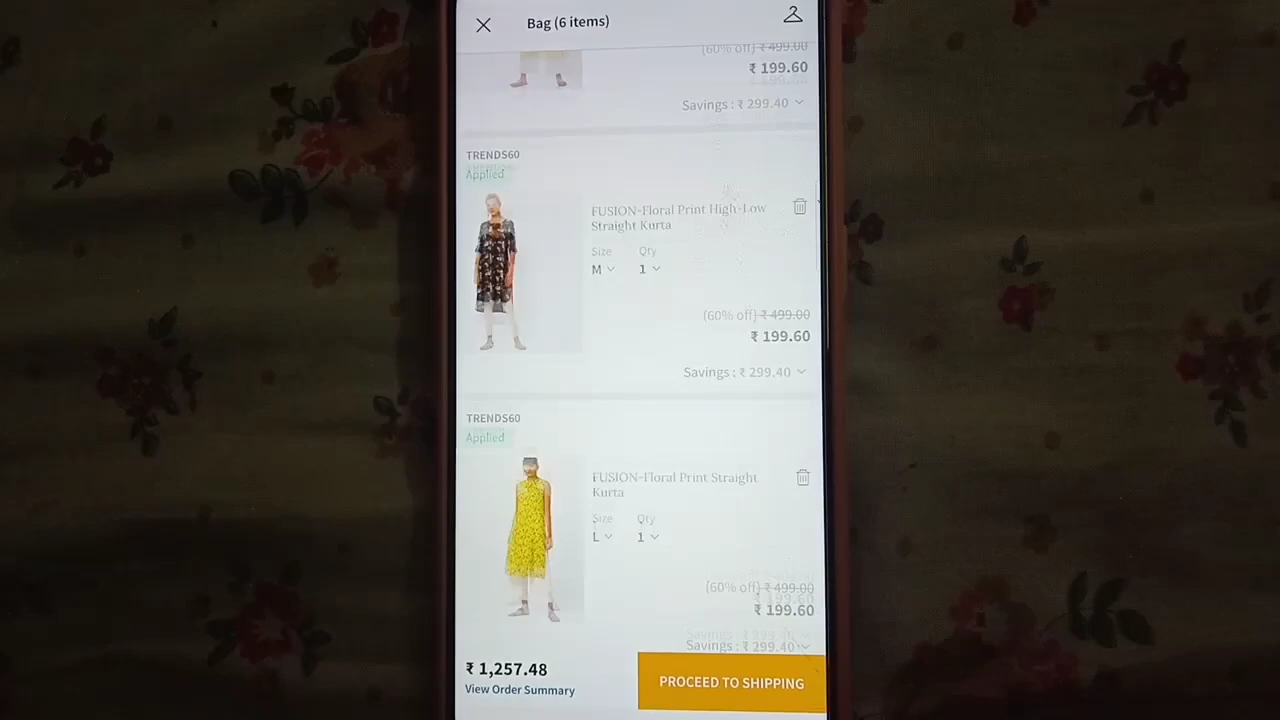 Bag (6 items)
(60% off) ₹ 499.00
₹ 199.60
Savings : ₹ 299.40
TRENDS60
Applied
FUSION-Floral Print High-Low
Straight Kurta
Size Qty
M 1
(60% off) ₹ 499.00
₹ 199.60
Savings : ₹ 299.40
TRENDS60
Applied
FUSION-Floral Print Straight
Kurta
Size Qty
L 1
(60% off) ₹ 499.00
₹ 199.60
Savings : ₹ 299.40
₹ 1,257.48
View Order Summary
PROCEED TO SHIPPING